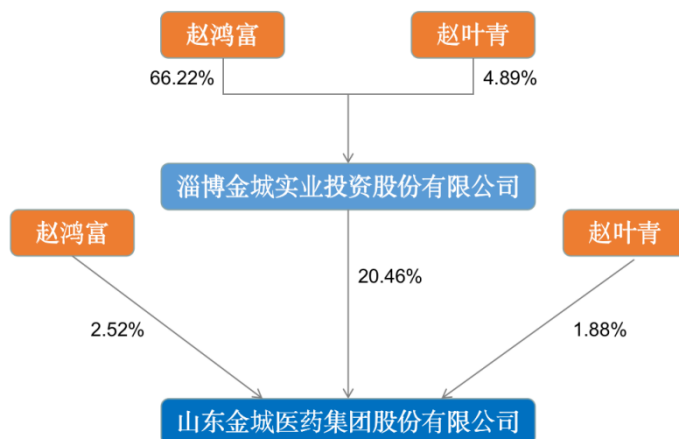 赵鸿富
赵叶青
66.22%
4.89%
淄博金城实业投资股份有限公司
赵鸿富
赵叶青
20.46%
2.52%
1.88%
山东金城医药集团股份有限公司